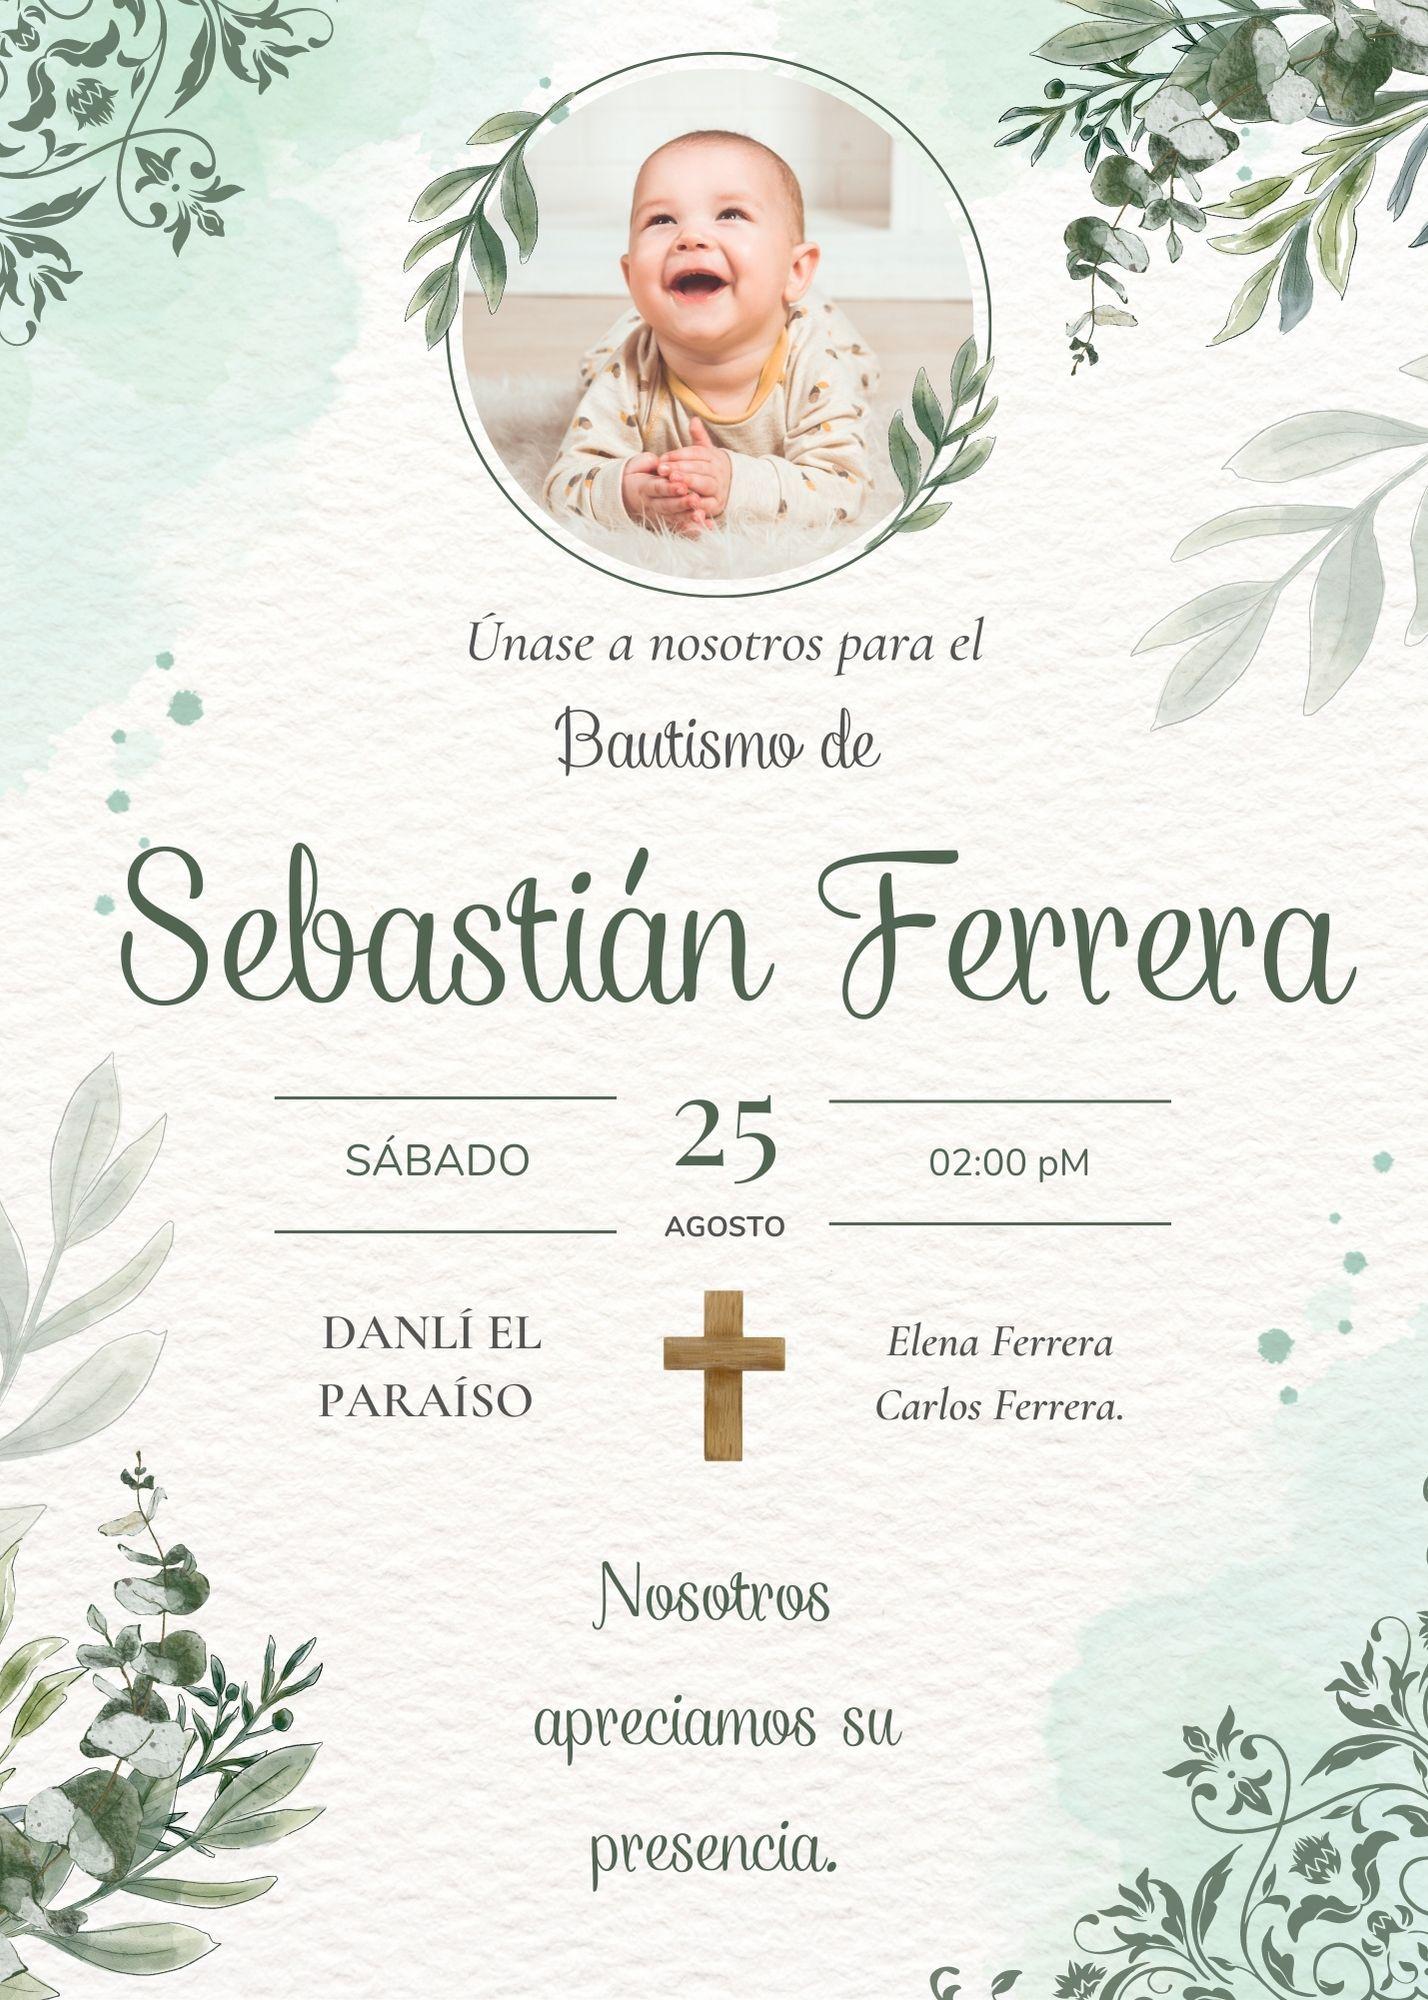 Únase a nosotros para el
Bautismo de
Sebastián Ferrera
SÁBADO
25
AGOSTO
02:00 pM
DANLÍ EL
PARAÍSO
Elena Ferrera
Carlos Ferrera.
Nosotros
apreciamos su
presencia.